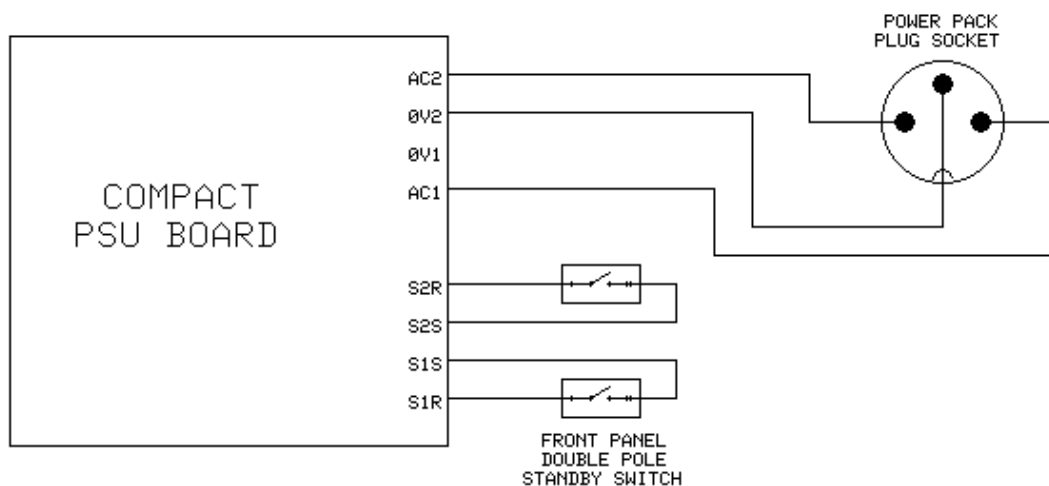 POWER PACK
PLUG SOCKET
AC2
0V2
0V1
AC1
COMPACT
PSU BOARD
S2R
S2S
S1S
S1R
FRONT PANEL
DOUBLE POLE
STANDBY SWITCH